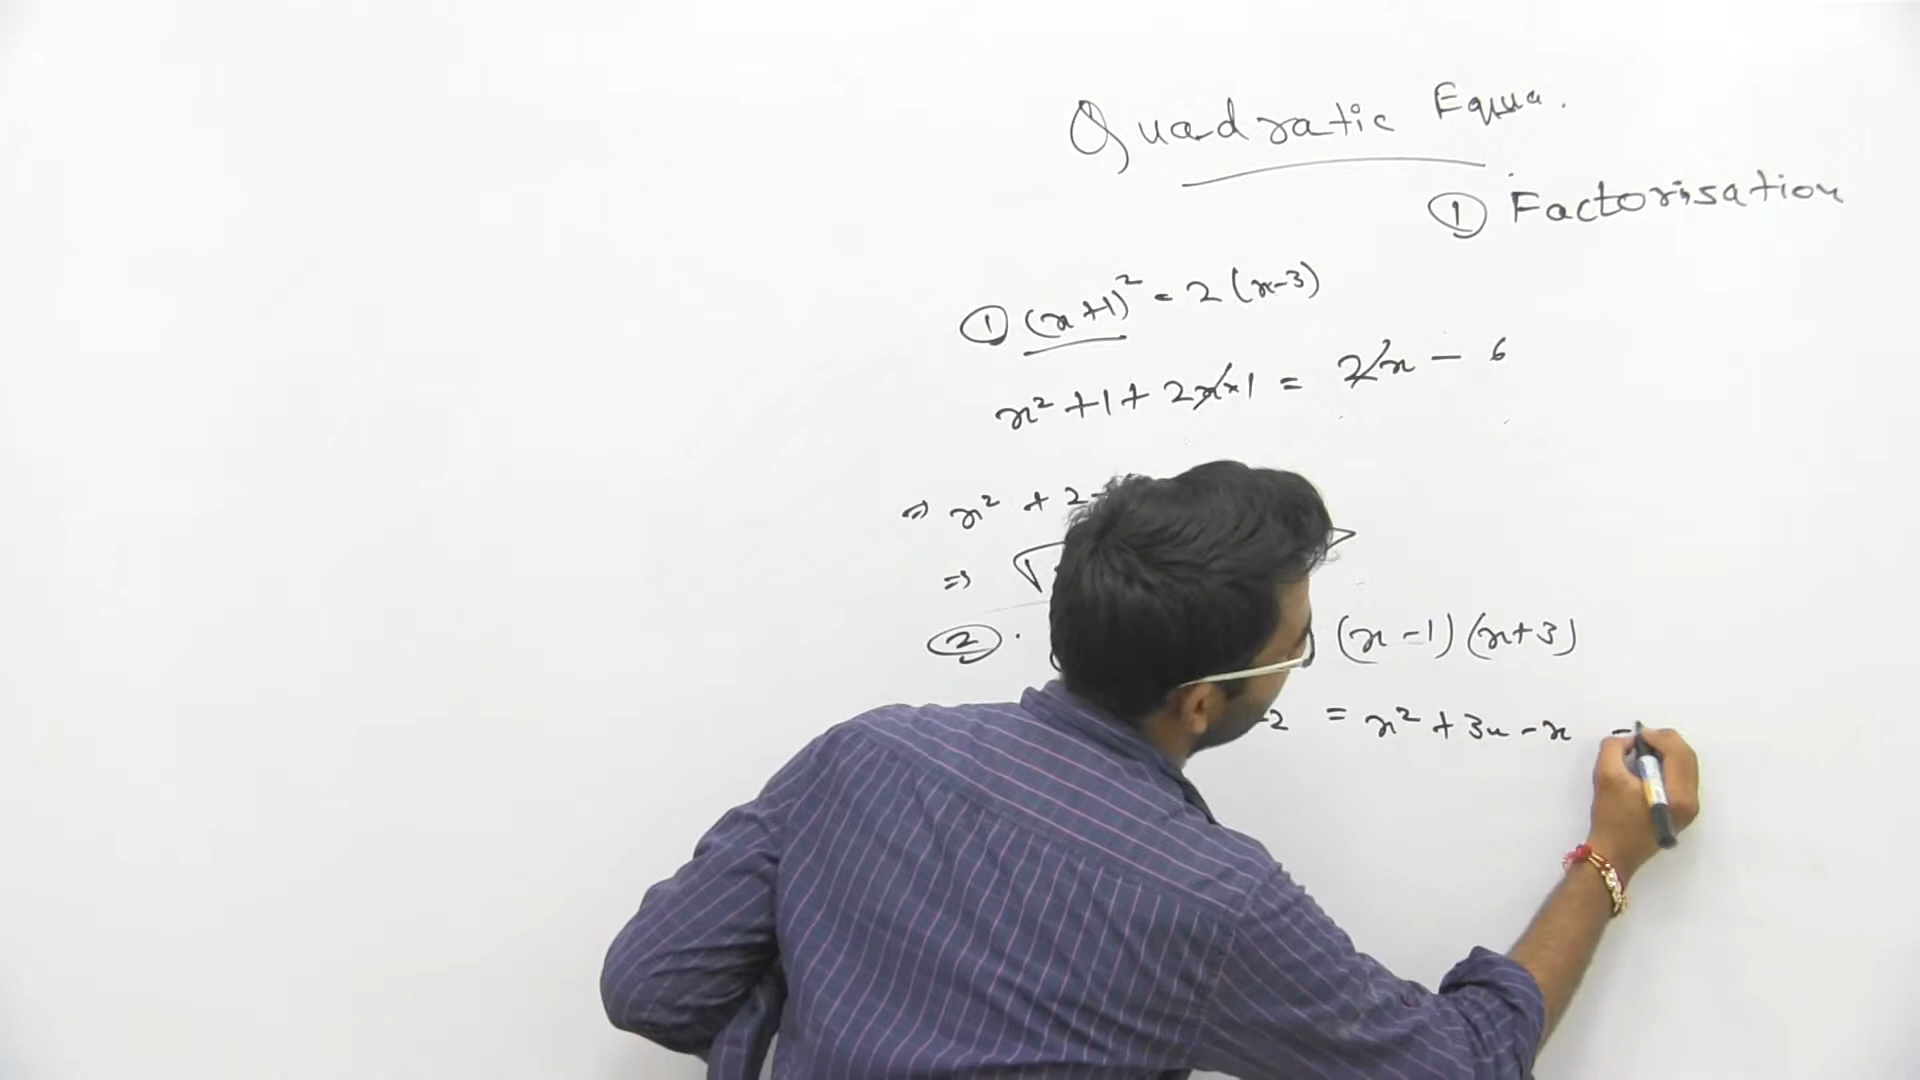 Quadratic Equa.
① Factorisation
① (x+1)² = 2(x-3)
x² + 1 + 2x×1 = 2x - 6
⇒ x² + 2
⇒
② (x-1)(x+3)
-2 = x² + 3x - x -